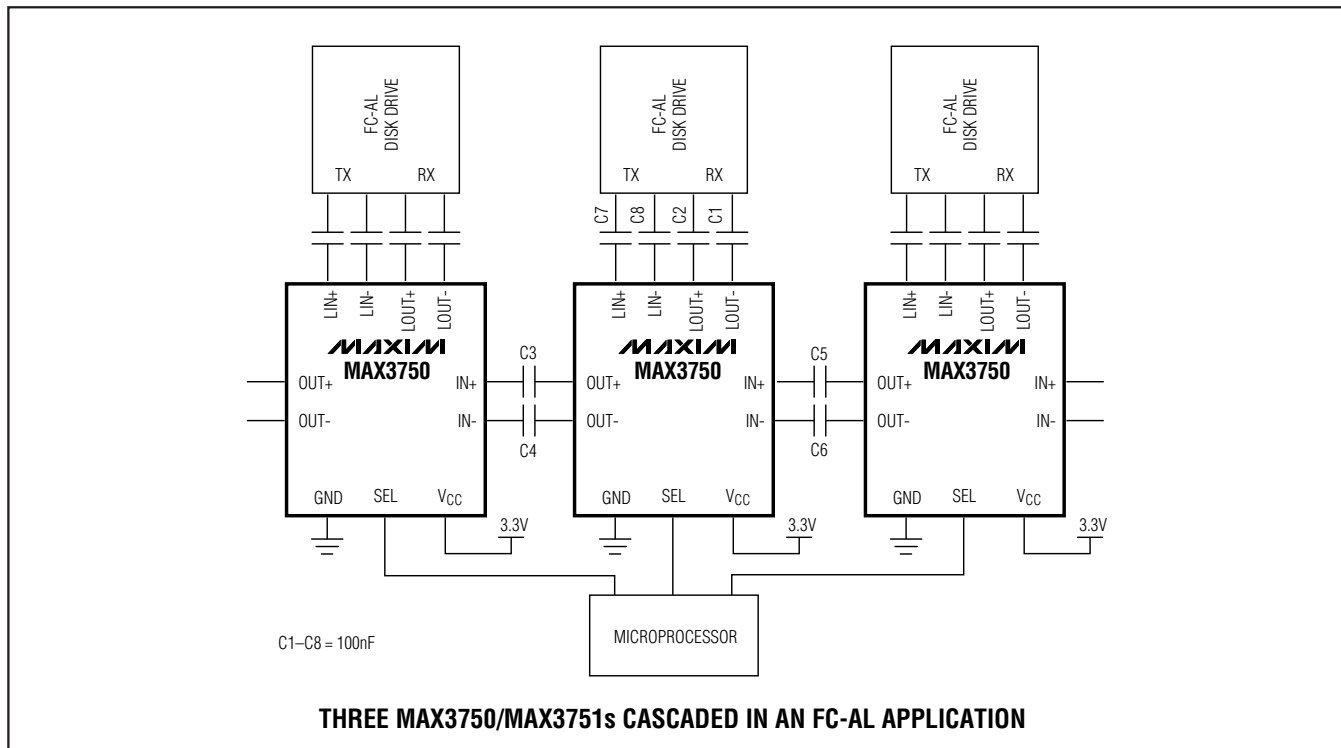 FC-AL
DISK DRIVE
FC-AL
DISK DRIVE
FC-AL
DISK DRIVE
TX RX
TX RX
TX RX
C7 C8 C2 C1
LIN+ LIN- LOUT+ LOUT-
LIN+ LIN- LOUT+ LOUT-
LIN+ LIN- LOUT+ LOUT-
MAXIM
MAX3750
MAXIM
MAX3750
MAXIM
MAX3750
C3
C5
OUT+ IN+
OUT+ IN+
OUT+ IN+
OUT- IN-
OUT- IN-
OUT- IN-
C4
C6
GND SEL VCC
GND SEL VCC
GND SEL VCC
3.3V
3.3V
3.3V
C1–C8 = 100nF
MICROPROCESSOR
THREE MAX3750/MAX3751s CASCADED IN AN FC-AL APPLICATION